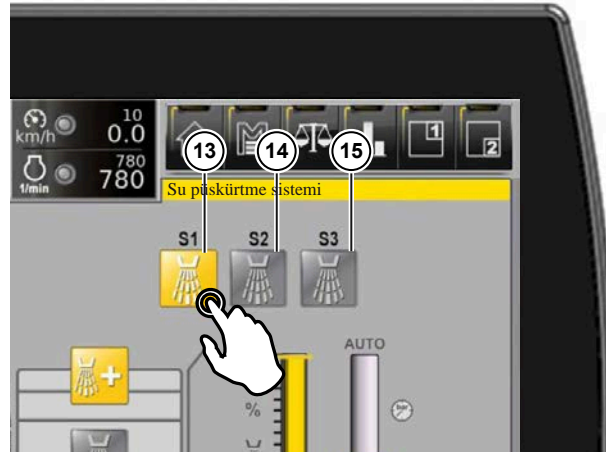 10
km/h 0.0
780
1/min 780
1
2
13 14 15
Su püskürtme sistemi
S1 S2 S3
AUTO
+
%
bar